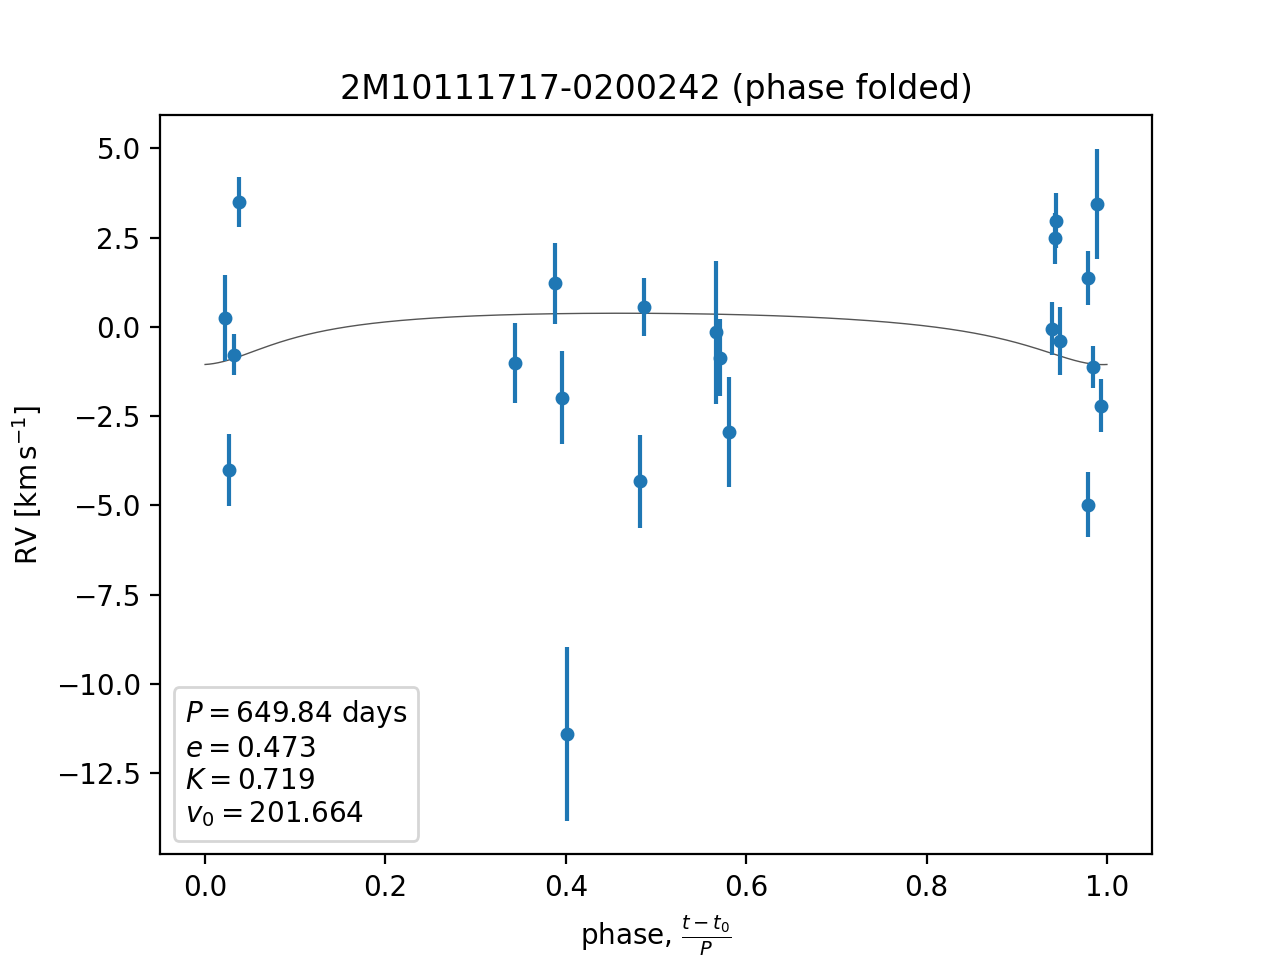 2M10111717-0200242 (phase folded)
5.0
2.5
0.0
−2.5
−5.0
−7.5
−10.0
−12.5
RV [km s⁻¹]
P = 649.84 days
e = 0.473
K = 0.719
v₀ = 201.664
0.0 0.2 0.4 0.6 0.8 1.0
phase, (t − t₀)/P